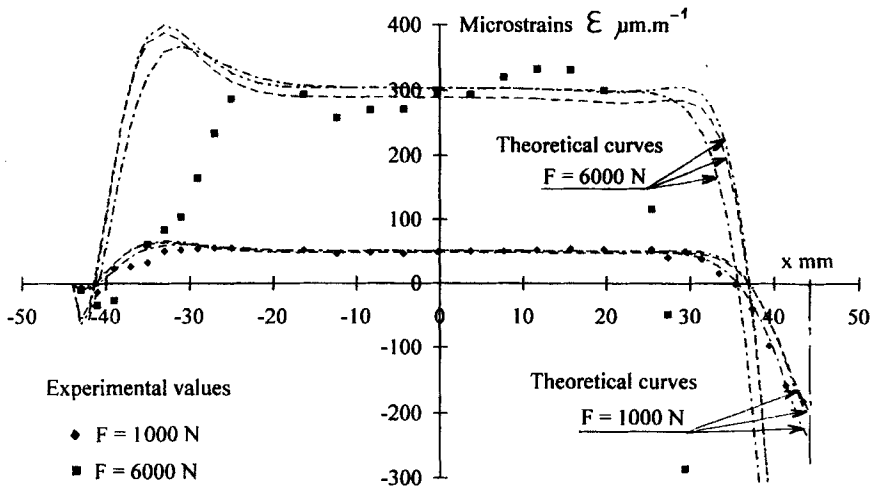 400
Microstrains ε μm.m⁻¹
300
200
Theoretical curves
F = 6000 N
100
x mm
0
-50 -40 -30 -20 -10 0 10 20 30 40 50
-100
Experimental values
Theoretical curves
F = 1000 N
-200
F = 1000 N
F = 6000 N
-300